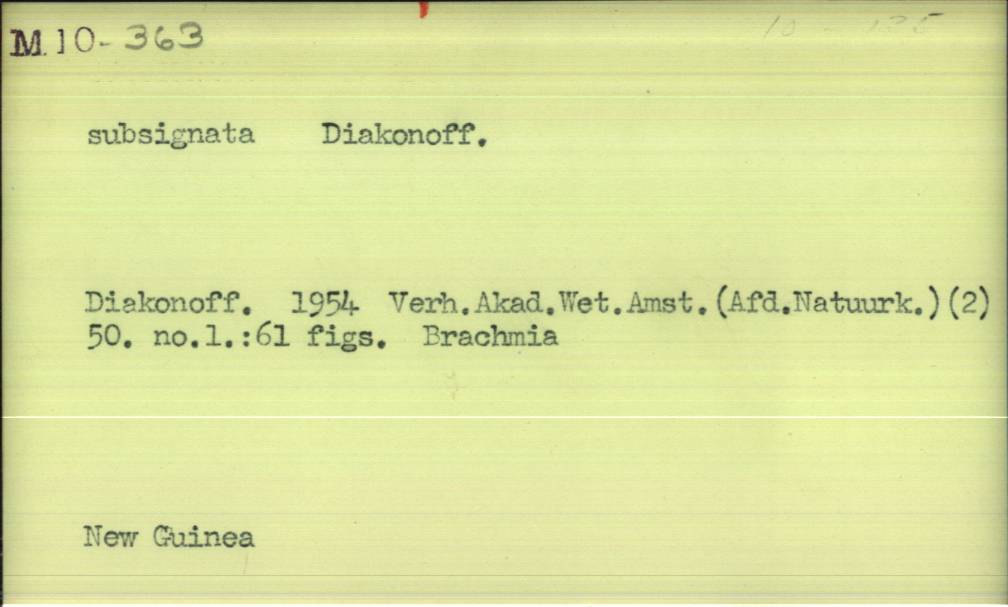 M.10-363
subsignata Diakonoff.
Diakonoff. 1954 Verh.Akad.Wet.Amst.(Afd.Natuurk.)(2)
50. no.1.:61 figs. Brachmia
New Guinea